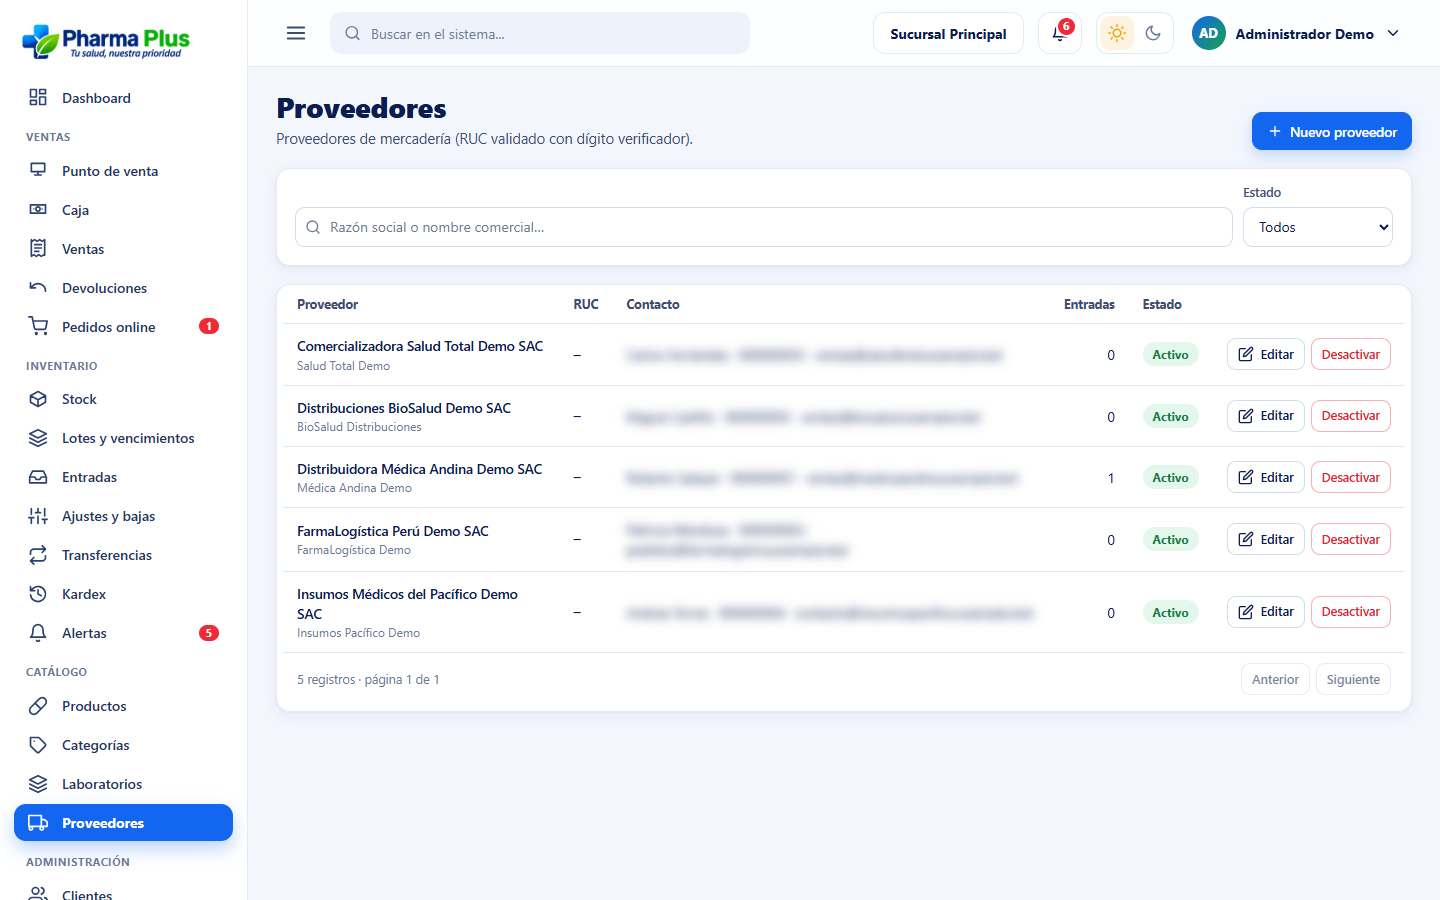 Pharma Plus
Tu salud, nuestra prioridad
Buscar en el sistema...
Sucursal Principal
6
AD
Administrador Demo
Dashboard
VENTAS
Punto de venta
Caja
Ventas
Devoluciones
Pedidos online
1
INVENTARIO
Stock
Lotes y vencimientos
Entradas
Ajustes y bajas
Transferencias
Kardex
Alertas
5
CATÁLOGO
Productos
Categorías
Laboratorios
Proveedores
ADMINISTRACIÓN
Clientes
Proveedores
Proveedores de mercadería (RUC validado con dígito verificador).
+ Nuevo proveedor
Estado
Razón social o nombre comercial...
Todos
Proveedor RUC Contacto Entradas Estado
Comercializadora Salud Total Demo SAC
Salud Total Demo
– 0 Activo Editar Desactivar
Distribuciones BioSalud Demo SAC
BioSalud Distribuciones
– 0 Activo Editar Desactivar
Distribuidora Médica Andina Demo SAC
Médica Andina Demo
– 1 Activo Editar Desactivar
FarmaLogística Perú Demo SAC
FarmaLogística Demo
– 0 Activo Editar Desactivar
Insumos Médicos del Pacífico Demo
SAC
Insumos Pacífico Demo
– 0 Activo Editar Desactivar
5 registros · página 1 de 1
Anterior Siguiente